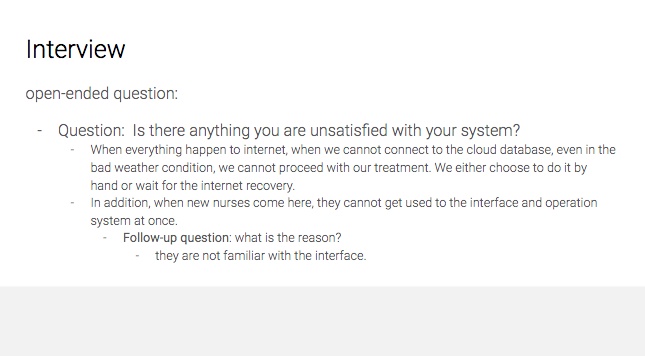 Interview
open-ended question:
- Question: Is there anything you are unsatisfied with your system?
- When everything happen to internet, when we cannot connect to the cloud database, even in the
bad weather condition, we cannot proceed with our treatment. We either choose to do it by
hand or wait for the internet recovery.
- In addition, when new nurses come here, they cannot get used to the interface and operation
system at once.
- Follow-up question: what is the reason?
- they are not familiar with the interface.